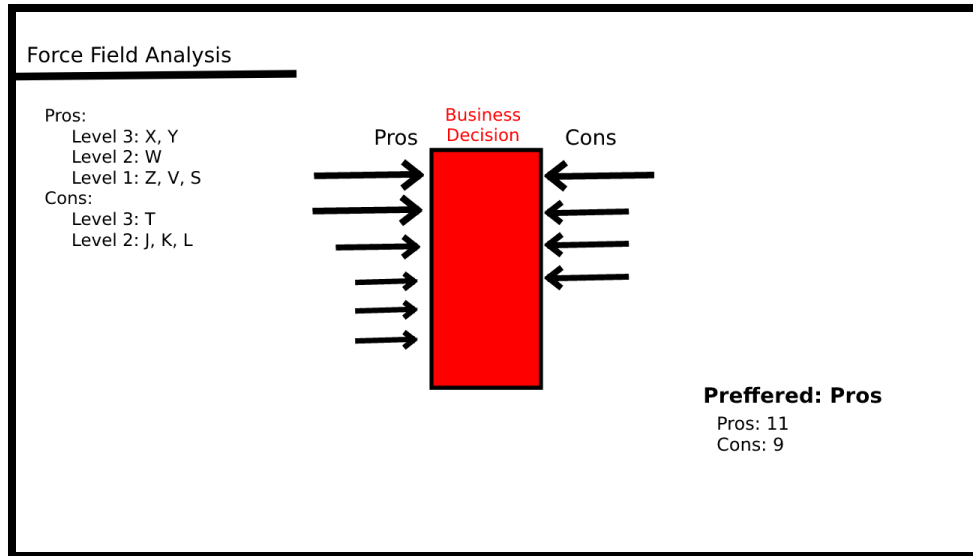 Force Field Analysis
Pros:
Level 3: X, Y
Level 2: W
Level 1: Z, V, S
Cons:
Level 3: T
Level 2: J, K, L
Business
Decision
Pros
Cons
Preffered: Pros
Pros: 11
Cons: 9